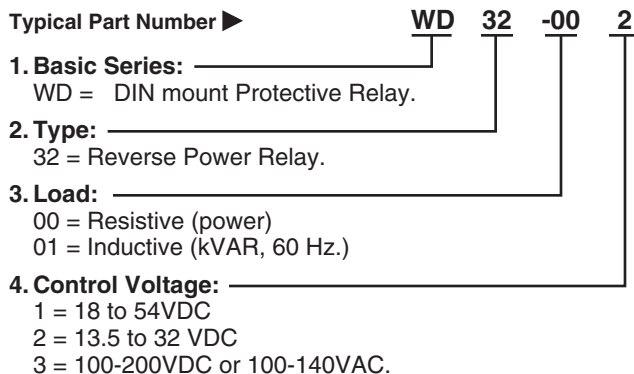 Typical Part Number ▶ WD 32 -00 2
1. Basic Series:
WD = DIN mount Protective Relay.
2. Type:
32 = Reverse Power Relay.
3. Load:
00 = Resistive (power)
01 = Inductive (kVAR, 60 Hz.)
4. Control Voltage:
1 = 18 to 54VDC
2 = 13.5 to 32 VDC
3 = 100-200VDC or 100-140VAC.